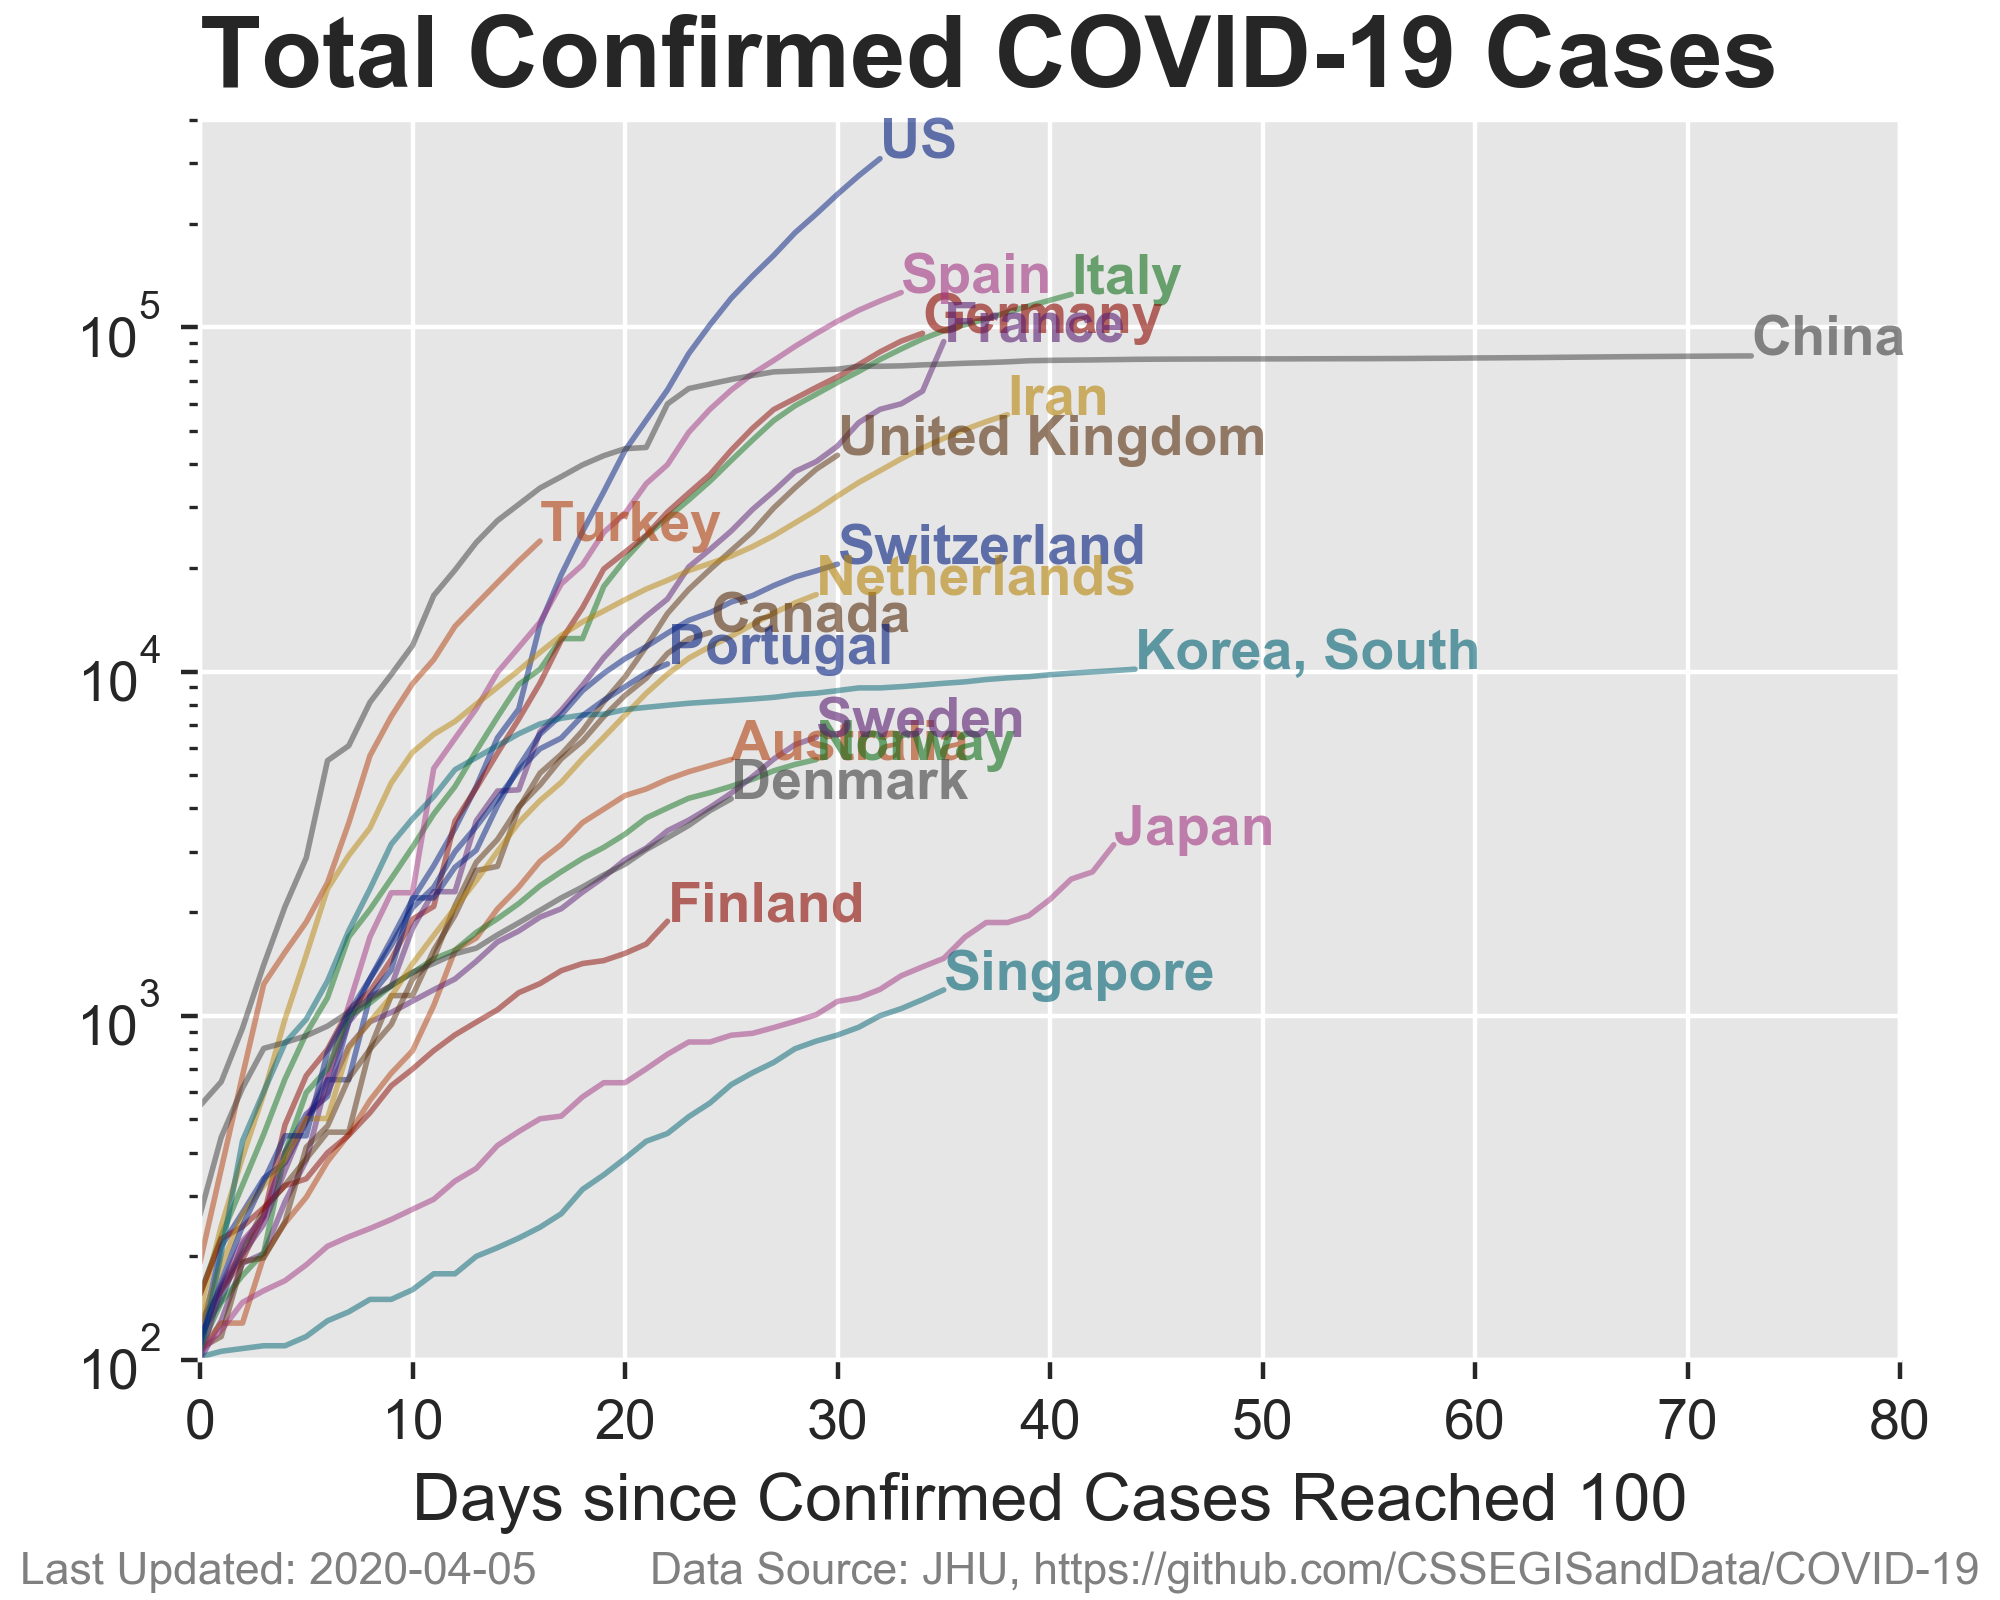 Total Confirmed COVID-19 Cases
US
Spain
Italy
Germany
France
China
Iran
United Kingdom
Turkey
Switzerland
Netherlands
Canada
Portugal
Korea, South
Sweden
Australia
Norway
Denmark
Japan
Finland
Singapore
10^5
10^4
10^3
10^2
0 10 20 30 40 50 60 70 80
Days since Confirmed Cases Reached 100
Last Updated: 2020-04-05 Data Source: JHU, https://github.com/CSSEGISandData/COVID-19